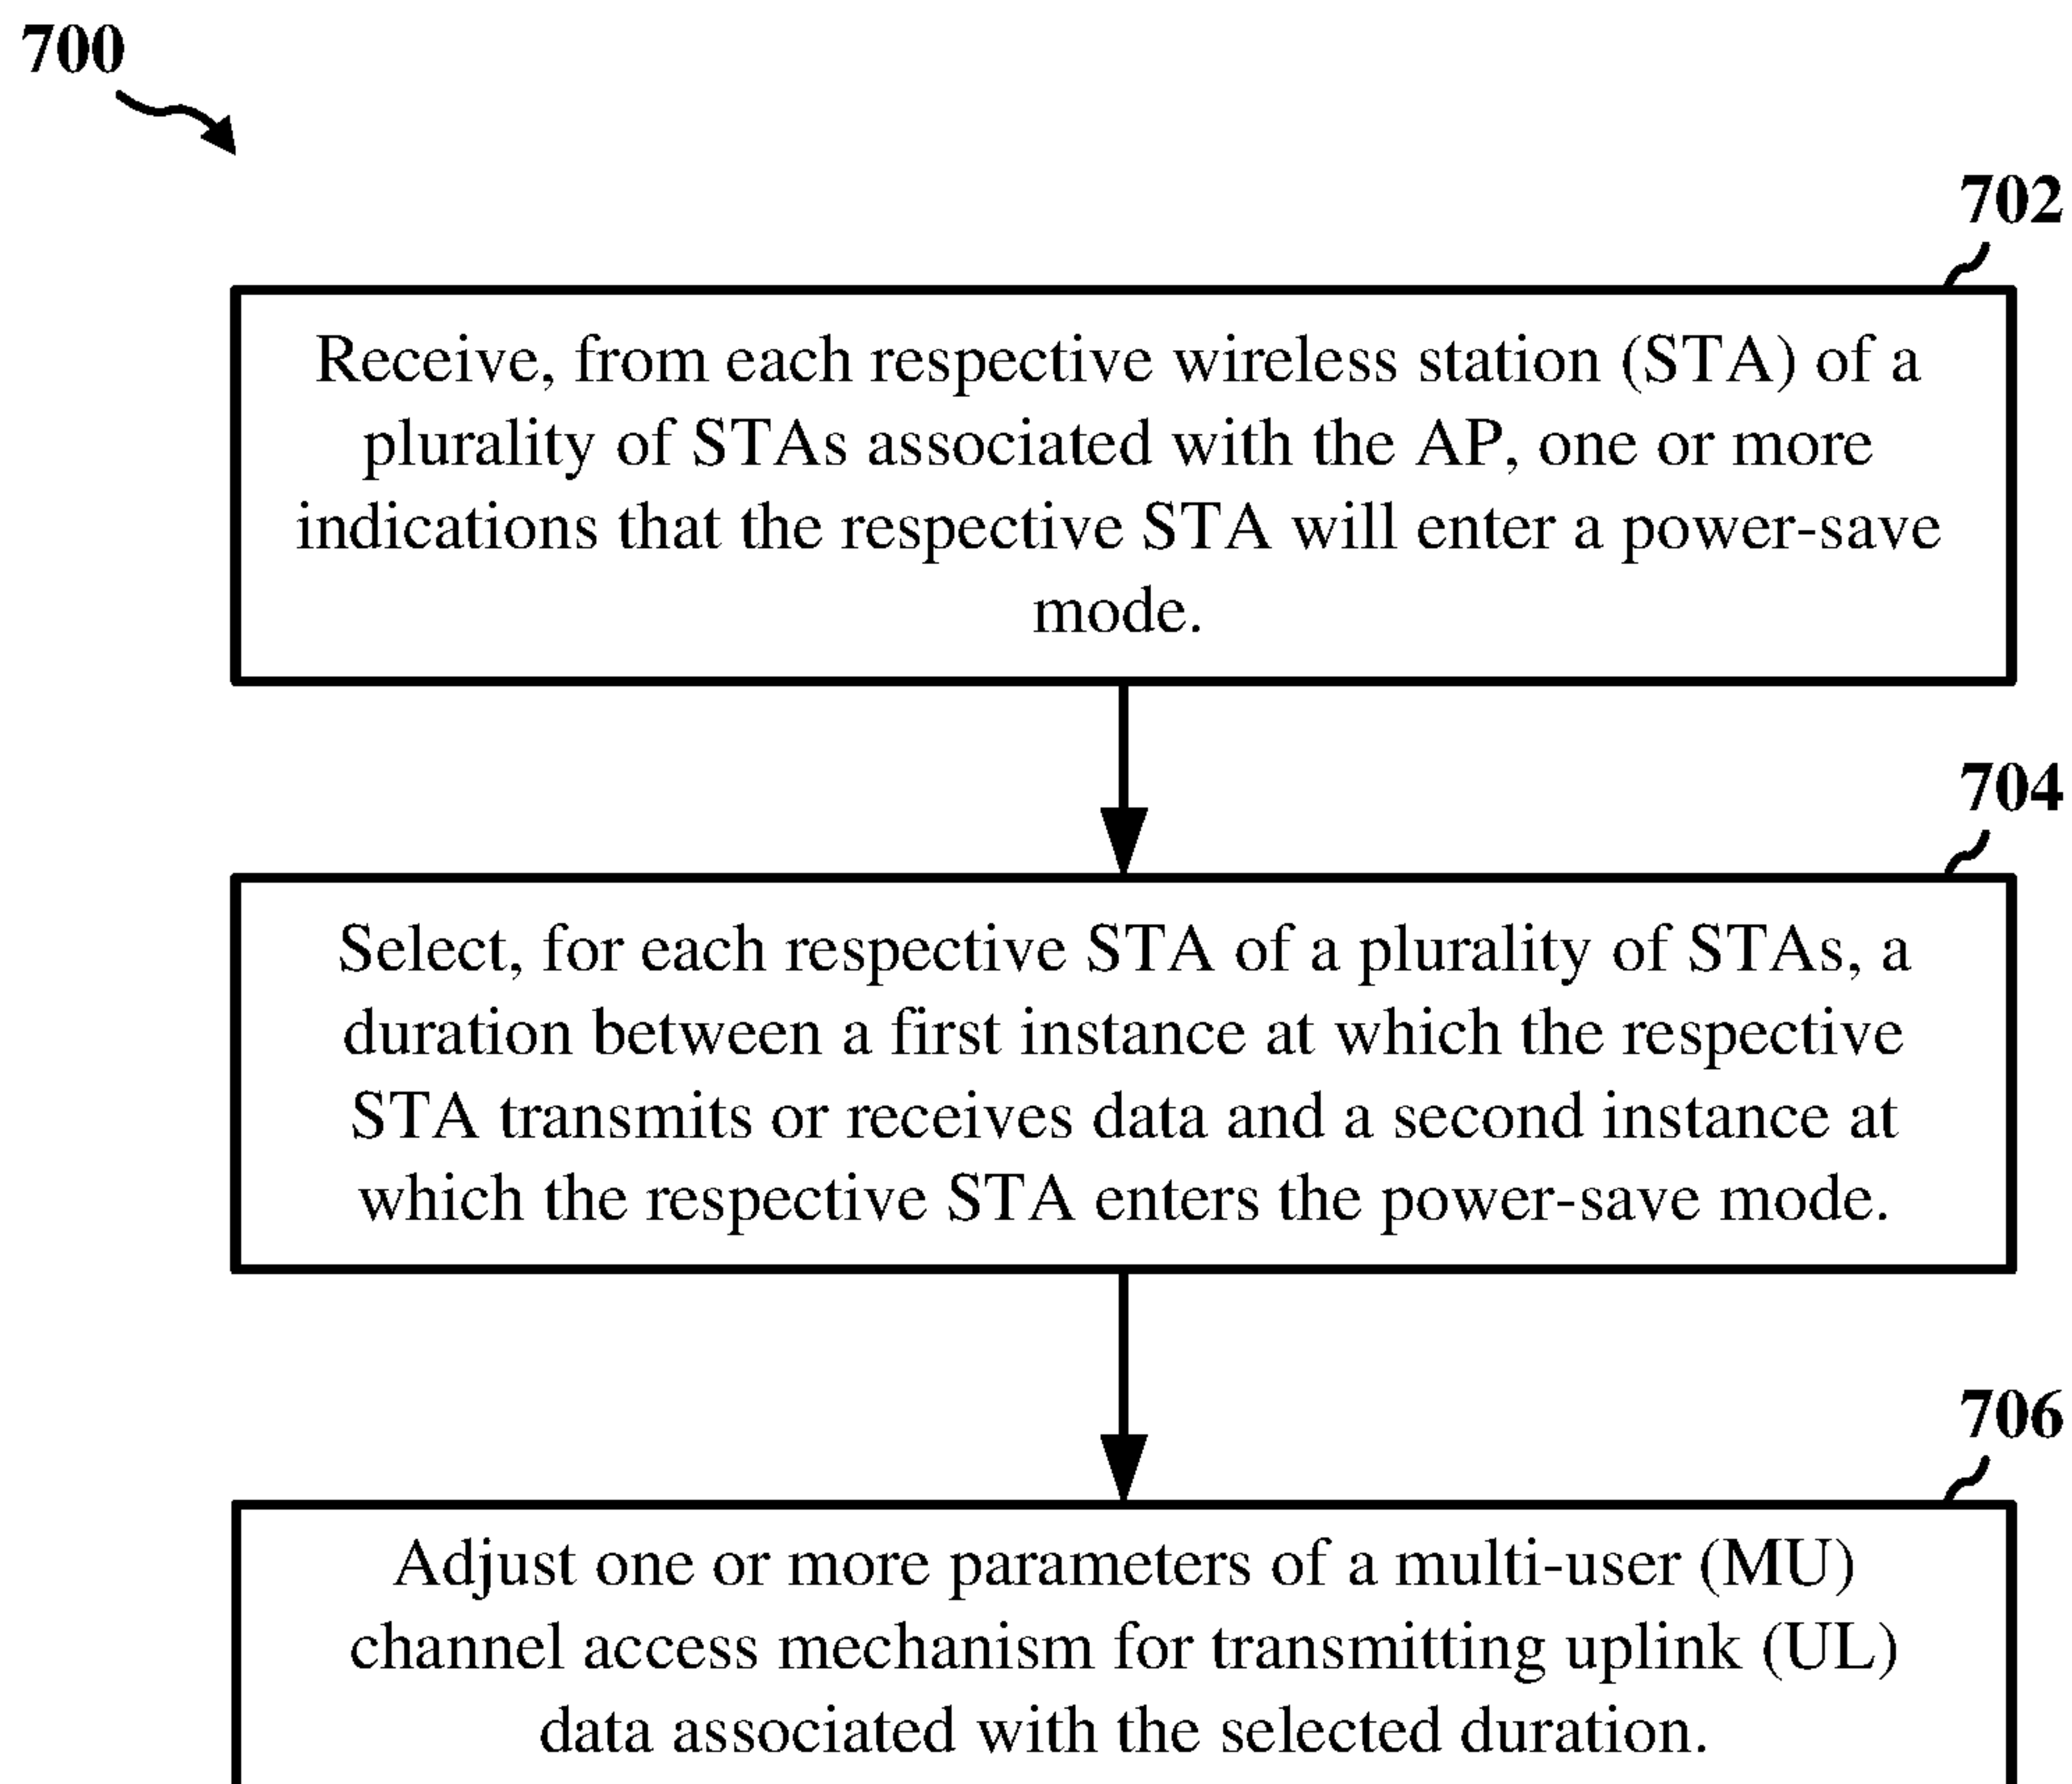 700
702
Receive, from each respective wireless station (STA) of a
plurality of STAs associated with the AP, one or more
indications that the respective STA will enter a power-save
mode.
704
Select, for each respective STA of a plurality of STAs, a
duration between a first instance at which the respective
STA transmits or receives data and a second instance at
which the respective STA enters the power-save mode.
706
Adjust one or more parameters of a multi-user (MU)
channel access mechanism for transmitting uplink (UL)
data associated with the selected duration.